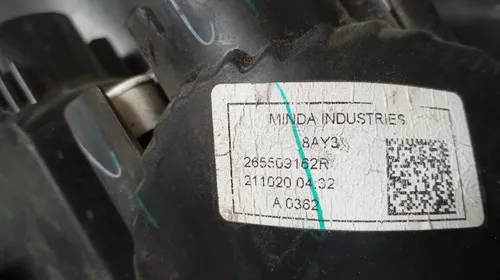 MINDA INDUSTRIES
8AY3
265509162R
211020 04:32
A 0362